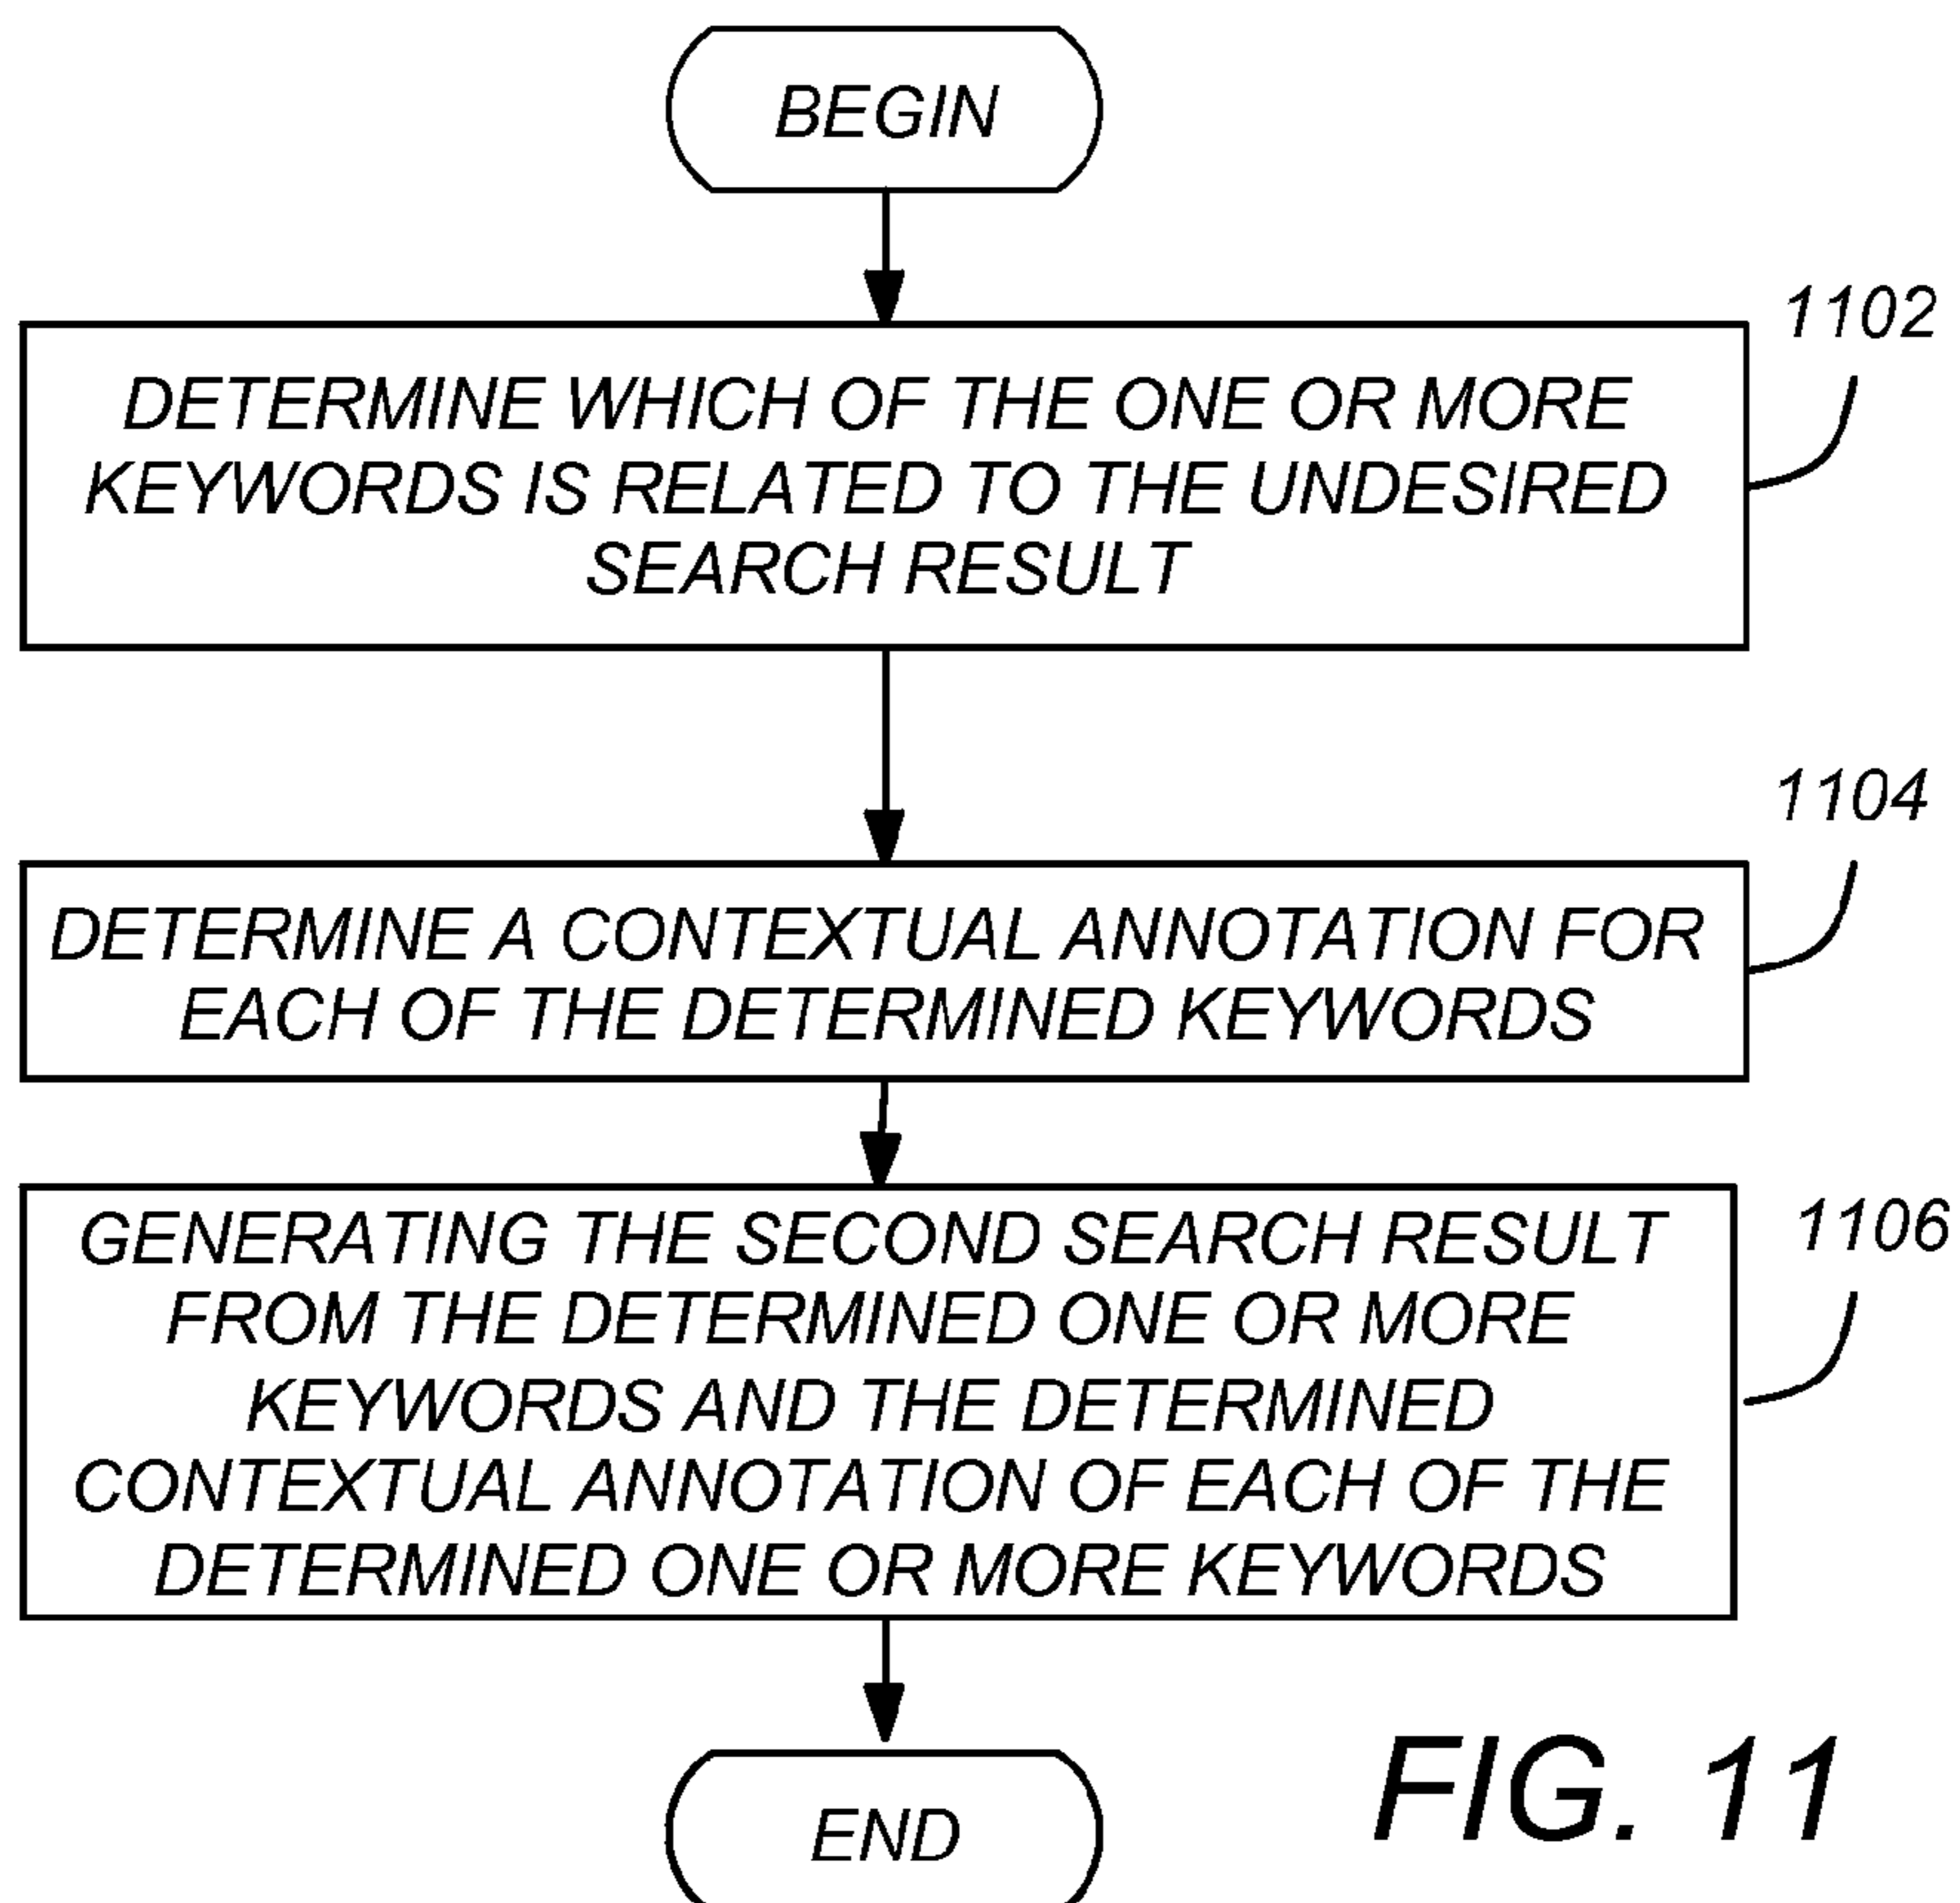 BEGIN
1102
DETERMINE WHICH OF THE ONE OR MORE
KEYWORDS IS RELATED TO THE UNDESIRED
SEARCH RESULT
1104
DETERMINE A CONTEXTUAL ANNOTATION FOR
EACH OF THE DETERMINED KEYWORDS
1106
GENERATING THE SECOND SEARCH RESULT
FROM THE DETERMINED ONE OR MORE
KEYWORDS AND THE DETERMINED
CONTEXTUAL ANNOTATION OF EACH OF THE
DETERMINED ONE OR MORE KEYWORDS
END
FIG. 11